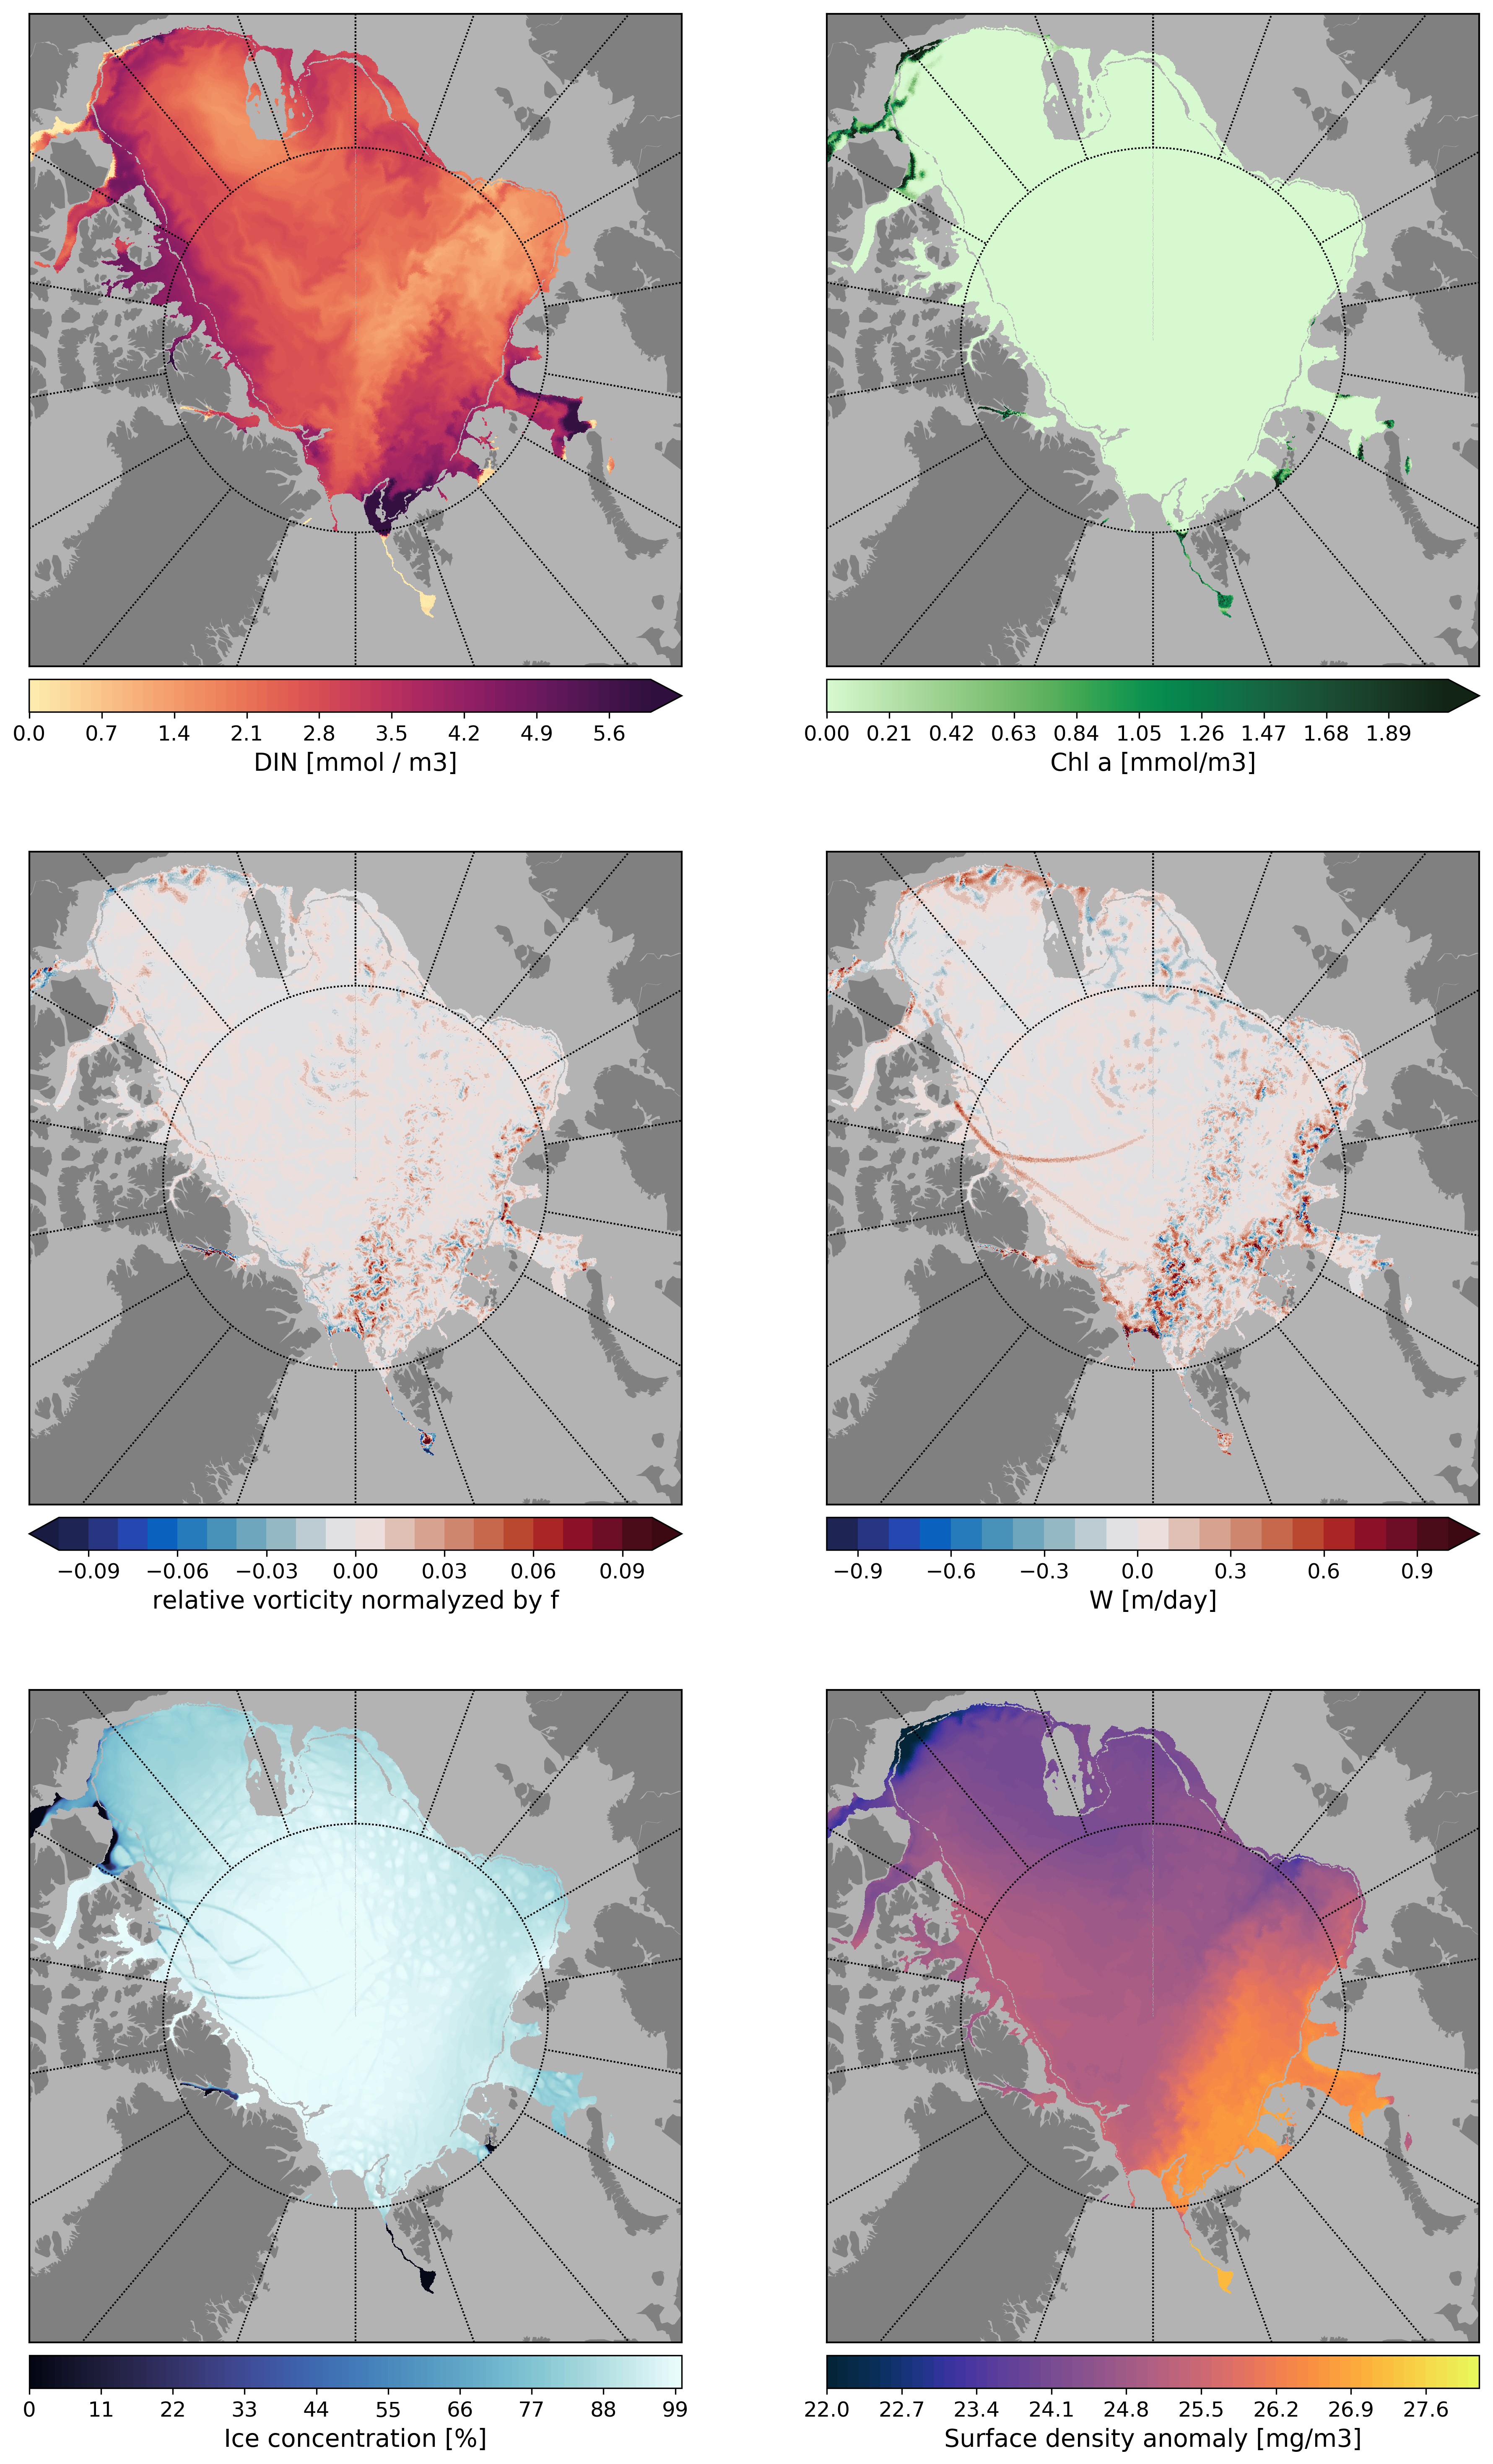 0.0 0.7 1.4 2.1 2.8 3.5 4.2 4.9 5.6
DIN [mmol / m3]
0.00 0.21 0.42 0.63 0.84 1.05 1.26 1.47 1.68 1.89
Chl a [mmol/m3]
−0.09 −0.06 −0.03 0.00 0.03 0.06 0.09
relative vorticity normalyzed by f
−0.9 −0.6 −0.3 0.0 0.3 0.6 0.9
W [m/day]
0 11 22 33 44 55 66 77 88 99
Ice concentration [%]
22.0 22.7 23.4 24.1 24.8 25.5 26.2 26.9 27.6
Surface density anomaly [mg/m3]